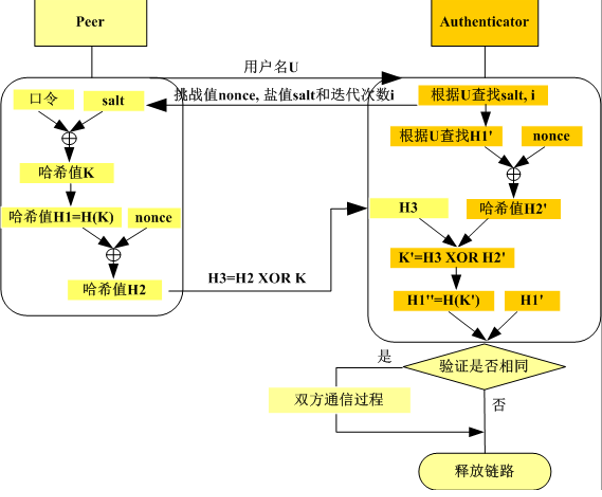 Peer
Authenticator
用户名U
挑战值nonce, 盐值salt和迭代次数i
口令
salt
根据U查找salt, i
根据U查找H1'
nonce
哈希值K
哈希值H1=H(K)
nonce
H3
哈希值H2'
K'=H3 XOR H2'
哈希值H2
H3=H2 XOR K
H1''=H(K')
H1'
是
验证是否相同
双方通信过程
否
释放链路